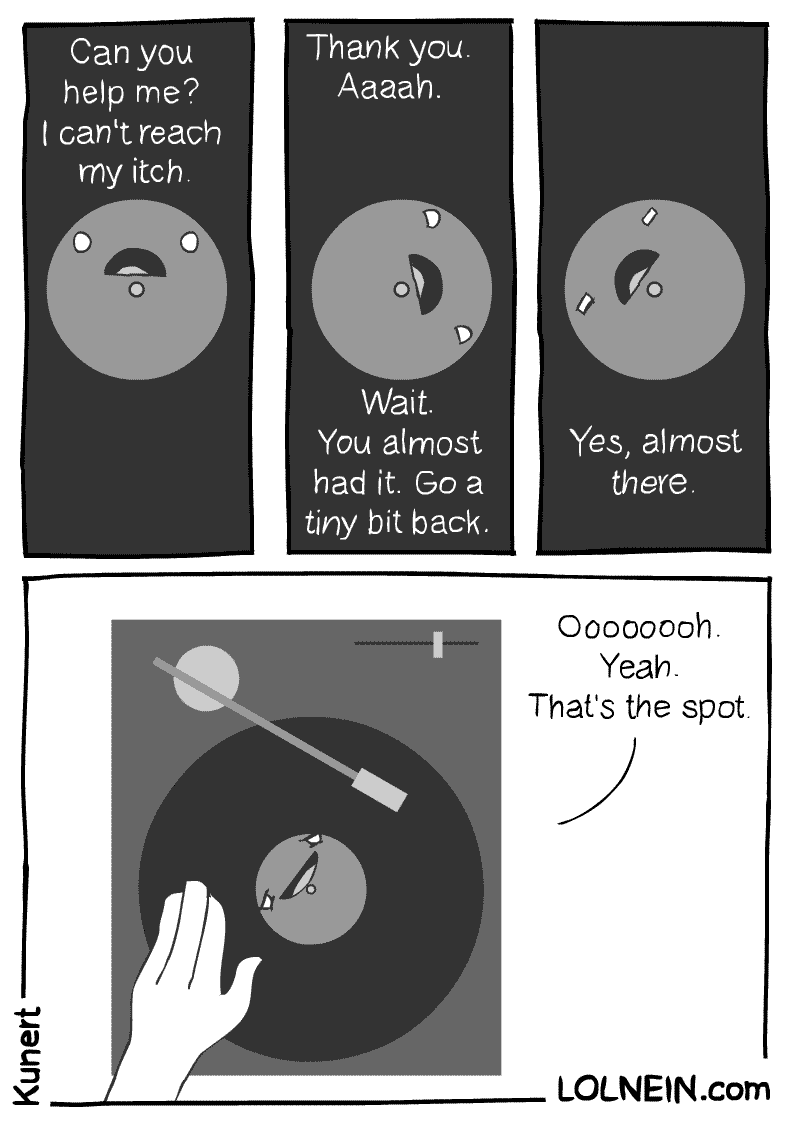 Can you
help me?
I can't reach
my itch.
Thank you.
Aaaah.
Wait.
You almost
had it. Go a
tiny bit back.
Yes, almost
there.
Oooooooh.
Yeah.
That's the spot.
Kunert
LOLNEIN.com